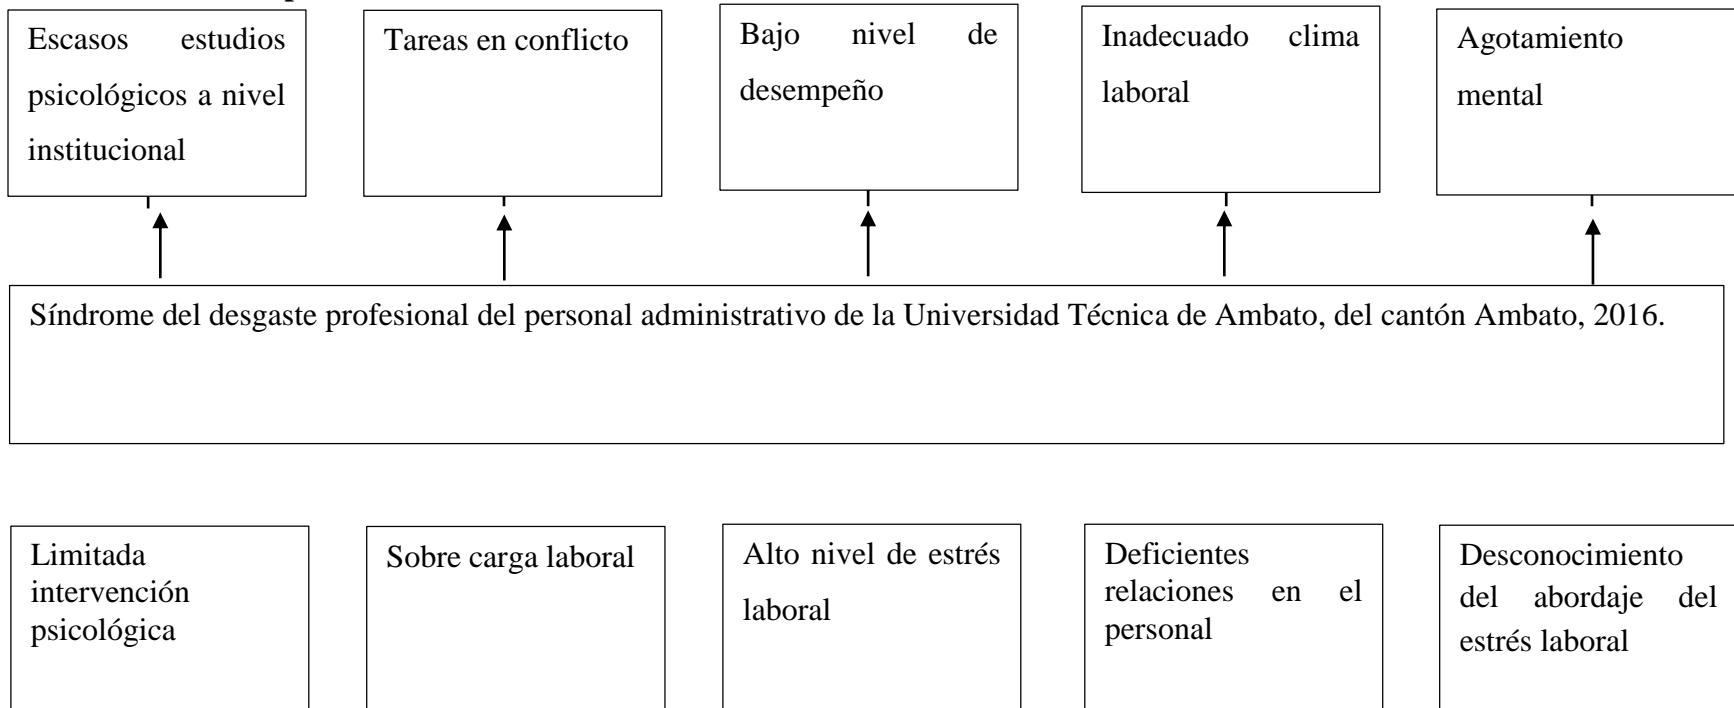 Escasos estudios
psicológicos a nivel
institucional
Tareas en conflicto
Bajo nivel de
desempeño
Inadecuado clima
laboral
Agotamiento
mental
Síndrome del desgaste profesional del personal administrativo de la Universidad Técnica de Ambato, del cantón Ambato, 2016.
Limitada
intervención
psicológica
Sobre carga laboral
Alto nivel de estrés
laboral
Deficientes
relaciones en el
personal
Desconocimiento
del abordaje del
estrés laboral